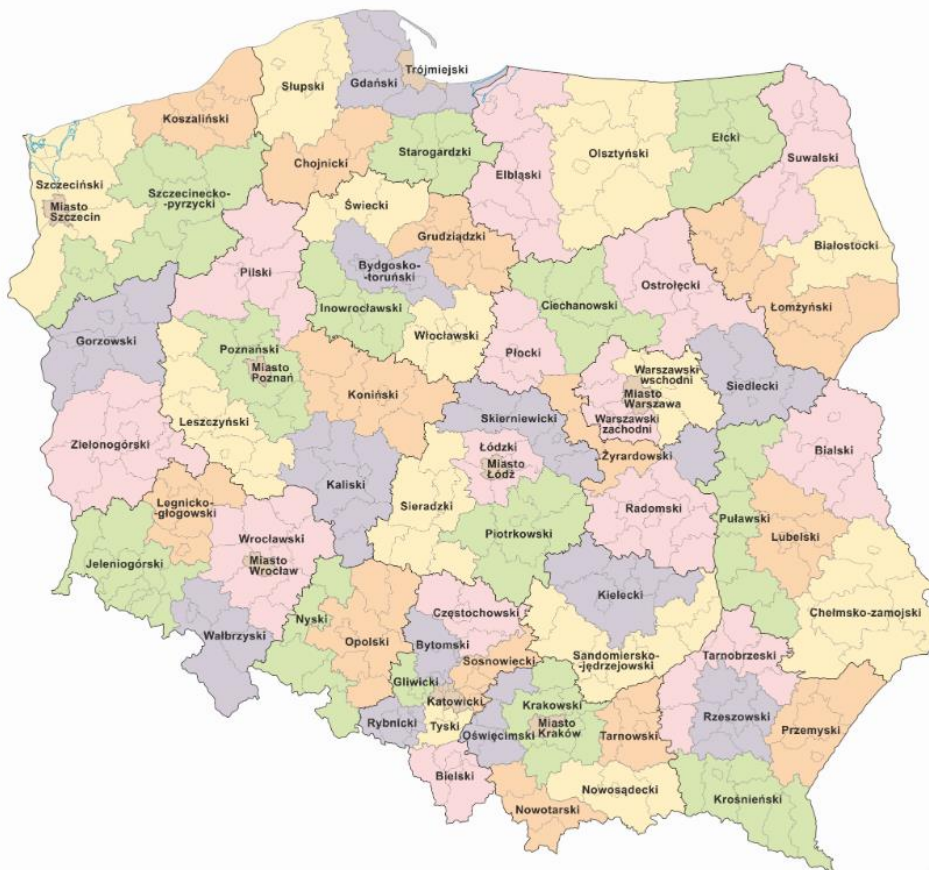 Trójmiejski
Słupski
Gdański
Koszaliński
Ełcki
Starogardzki
Olsztyński
Chojnicki
Suwalski
Elbląski
Szczeciński
Szczecinecko-
-pyrzycki
Miasto
Szczecin
Świecki
Grudziądzki
Białostocki
Bydgosko-
-toruński
Pilski
Ostrołęcki
Inowrocławski
Ciechanowski
Łomżyński
Włocławski
Gorzowski
Poznański
Płocki
Miasto
Poznań
Warszawski
wschodni
Siedlecki
Miasto
Warszawa
Koniński
Leszczyński
Skierniewicki
Warszawski
zachodni
Zielonogórski
Łódzki
Bialski
Żyrardowski
Miasto
Łódź
Kaliski
Legnicko-
-głogowski
Sieradzki
Radomski
Puławski
Piotrkowski
Lubelski
Wrocławski
Miasto
Wrocław
Jeleniogórski
Kielecki
Chełmsko-zamojski
Częstochowski
Nyski
Wałbrzyski
Opolski
Bytomski
Tarnobrzeski
Sandomiersko-
-jędrzejowski
Sosnowiecki
Gliwicki
Katowicki
Krakowski
Rzeszowski
Rybnicki
Tyski
Miasto
Kraków
Przemyski
Oświęcimski
Tarnowski
Bielski
Nowosądecki
Krośnieński
Nowotarski